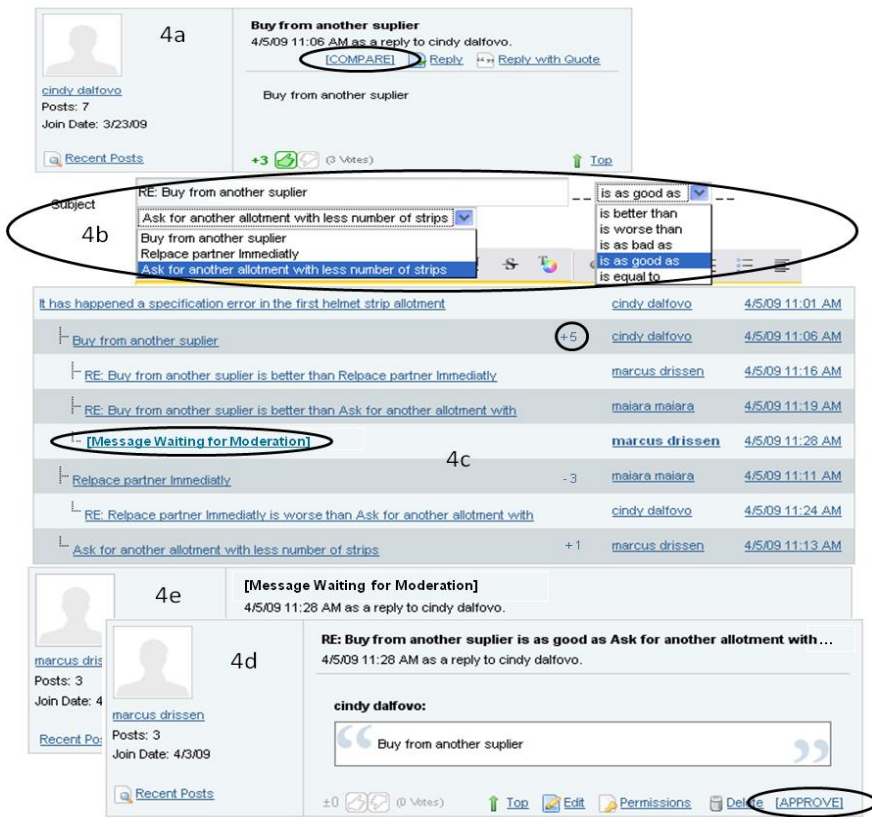 4a
Buy from another suplier
4/5/09 11:06 AM as a reply to cindy dalfovo.
[COMPARE] Reply Reply with Quote
cindy dalfovo
Posts: 7
Join Date: 3/23/09
Buy from another suplier
Recent Posts
+3 (3 Votes) Top
Subject
RE: Buy from another suplier
is as good as
4b
Ask for another allotment with less number of strips
Buy from another suplier
Relpace partner Immediatly
Ask for another allotment with less number of strips
is better than
is worse than
is as bad as
is as good as
is equal to
It has happened a specification error in the first helmet strip allotment cindy dalfovo 4/5/09 11:01 AM
Buy from another suplier +5 cindy dalfovo 4/5/09 11:06 AM
RE: Buy from another suplier is better than Relpace partner Immediatly marcus drissen 4/5/09 11:16 AM
RE: Buy from another suplier is better than Ask for another allotment with maiara maiara 4/5/09 11:19 AM
[Message Waiting for Moderation] marcus drissen 4/5/09 11:28 AM
4c
Relpace partner Immediatly -3 maiara maiara 4/5/09 11:11 AM
RE: Relpace partner Immediatly is worse than Ask for another allotment with cindy dalfovo 4/5/09 11:24 AM
Ask for another allotment with less number of strips +1 marcus drissen 4/5/09 11:13 AM
4e
[Message Waiting for Moderation]
4/5/09 11:28 AM as a reply to cindy dalfovo.
marcus dris
Posts: 3
Join Date: 4
Recent Po
4d
RE: Buy from another suplier is as good as Ask for another allotment with...
4/5/09 11:28 AM as a reply to cindy dalfovo.
marcus drissen
Posts: 3
Join Date: 4/3/09
Recent Posts
cindy dalfovo:
Buy from another suplier
±0 (0 Votes) Top Edit Permissions Delete [APPROVE]